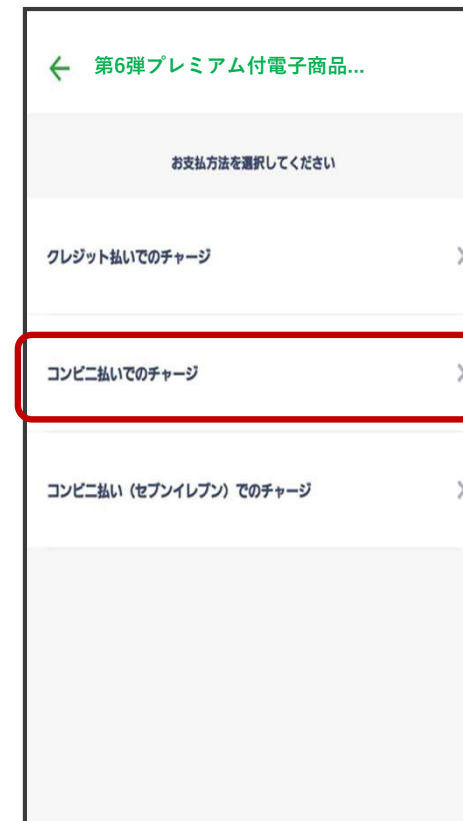 第6弾プレミアム付電子商品...
お支払方法を選択してください
クレジット払いでのチャージ
コンビニ払いでのチャージ
コンビニ払い（セブンイレブン）でのチャージ